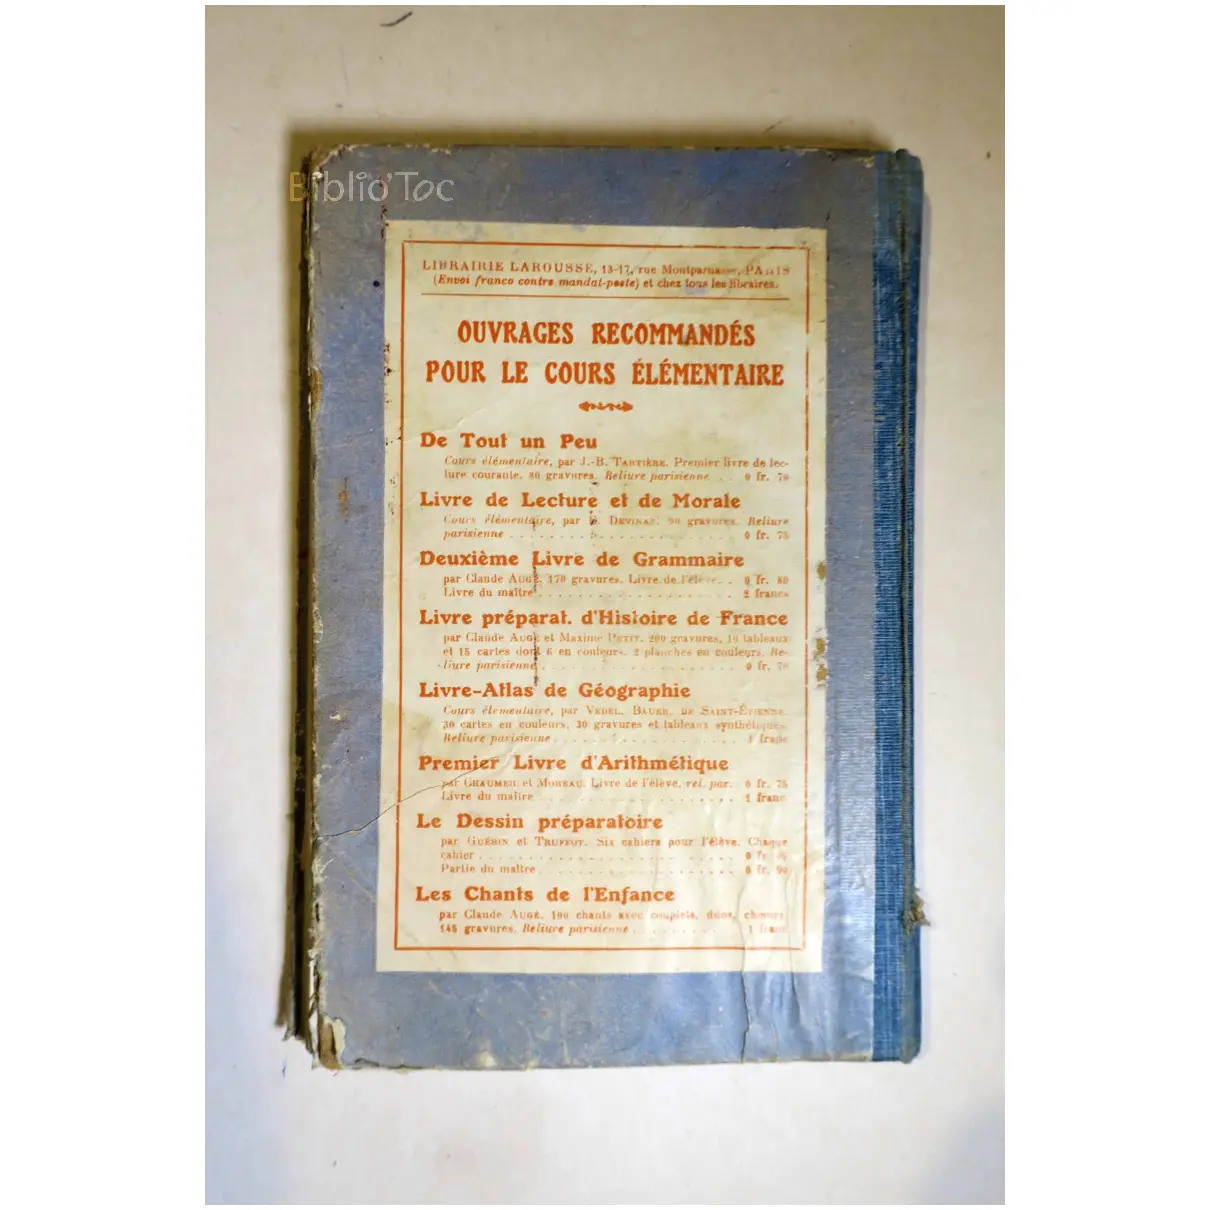 Biblio'Toc
LIBRAIRIE LAROUSSE, 13-17, rue Montparnasse, PARIS
(Envoi franco contre mandat-poste) et chez tous les libraires.
OUVRAGES RECOMMANDÉS
POUR LE COURS ÉLÉMENTAIRE
De Tout un Peu
Cours élémentaire, par J.-B. TARTIÈRE. Premier livre de lec-
ture courante. 80 gravures. Reliure parisienne . . 0 fr. 70
Livre de Lecture et de Morale
Cours élémentaire, par DEVINAT. 90 gravures. Reliure
parisienne . . . . . . . . . . . . . . . . . . 0 fr. 75
Deuxième Livre de Grammaire
par Claude AUGÉ. 170 gravures. Livre de l'élève. . 0 fr. 80
Livre du maître . . . . . . . . . . . . . . . . 2 francs
Livre préparat. d'Histoire de France
par Claude AUGÉ et Maxime PETIT. 200 gravures, 10 tableaux
et 15 cartes dont 6 en couleurs. 2 planches en couleurs. Re-
liure parisienne . . . . . . . . . . . . . . . . 0 fr. 70
Livre-Atlas de Géographie
Cours élémentaire, par VEDEL, BAUER, DE SAINT-ÉTIENNE.
30 cartes en couleurs, 30 gravures et tableaux synthétiques.
Reliure parisienne . . . . . . . . . . . . . . . 1 franc
Premier Livre d'Arithmétique
par CHAUMEIL et MOREAU. Livre de l'élève, rel. par. . 0 fr. 75
Livre du maître . . . . . . . . . . . . . . . . 1 franc
Le Dessin préparatoire
par GUÉBIN et TRUFFOT. Six cahiers pour l'élève. Chaque
cahier . . . . . . . . . . . . . . . . . . . . 0 fr.
Partie du maître . . . . . . . . . . . . . . . . 0 fr. 90
Les Chants de l'Enfance
par Claude AUGÉ. 100 chants avec couplets, duos, chœurs,
145 gravures. Reliure parisienne . . . . . . . . . 1 franc